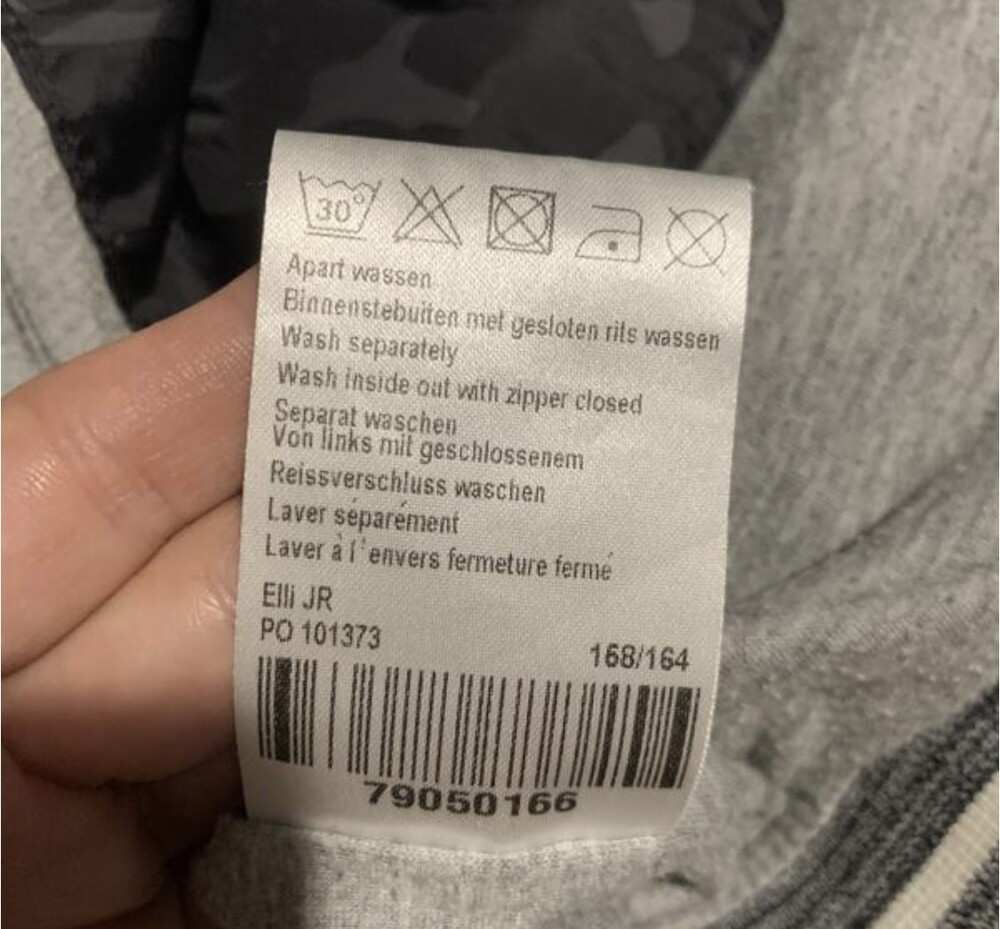 30°
Apart wassen
Binnenstebuiten met gesloten rits wassen
Wash separately
Wash inside out with zipper closed
Separat waschen
Von links mit geschlossenem
Reissverschluss waschen
Laver séparément
Laver à l'envers fermeture fermé
Elli JR
PO 101373
158/164
79050166